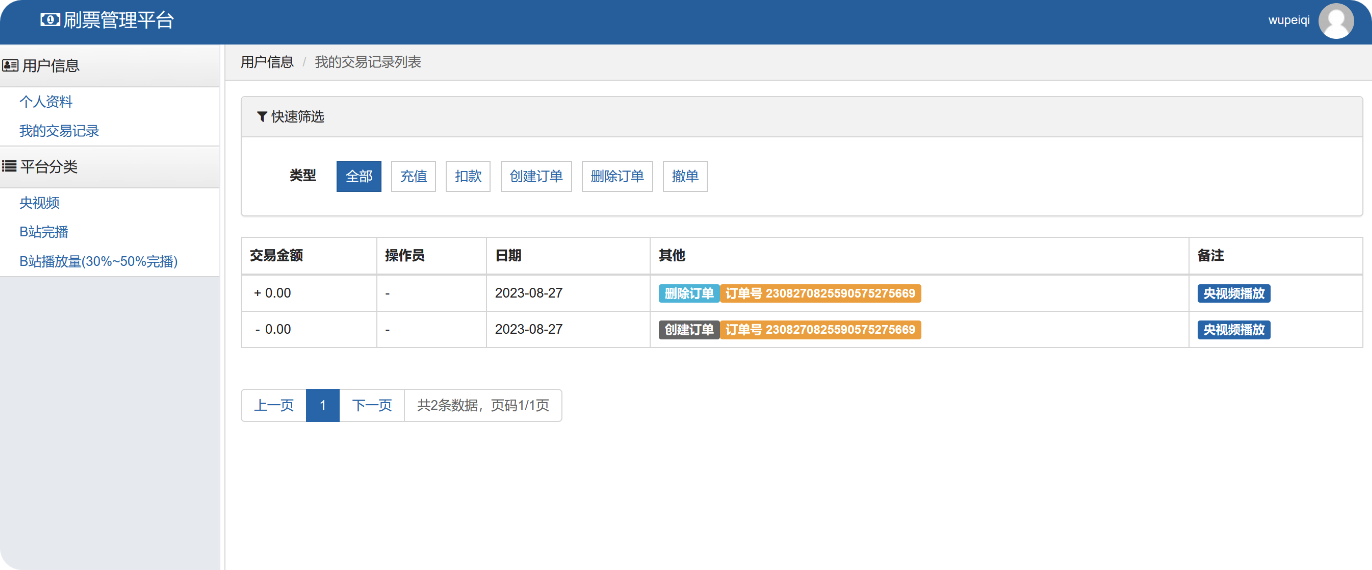 刷票管理平台
wupeiqi
用户信息
个人资料
我的交易记录
平台分类
央视频
B站完播
B站播放量(30%~50%完播)
用户信息 / 我的交易记录列表
快速筛选
类型 全部 充值 扣款 创建订单 删除订单 撤单
交易金额 操作员 日期 其他 备注
+ 0.00 - 2023-08-27 删除订单 订单号 2308270825590575275669 央视频播放
- 0.00 - 2023-08-27 创建订单 订单号 2308270825590575275669 央视频播放
上一页 1 下一页 共2条数据，页码1/1页